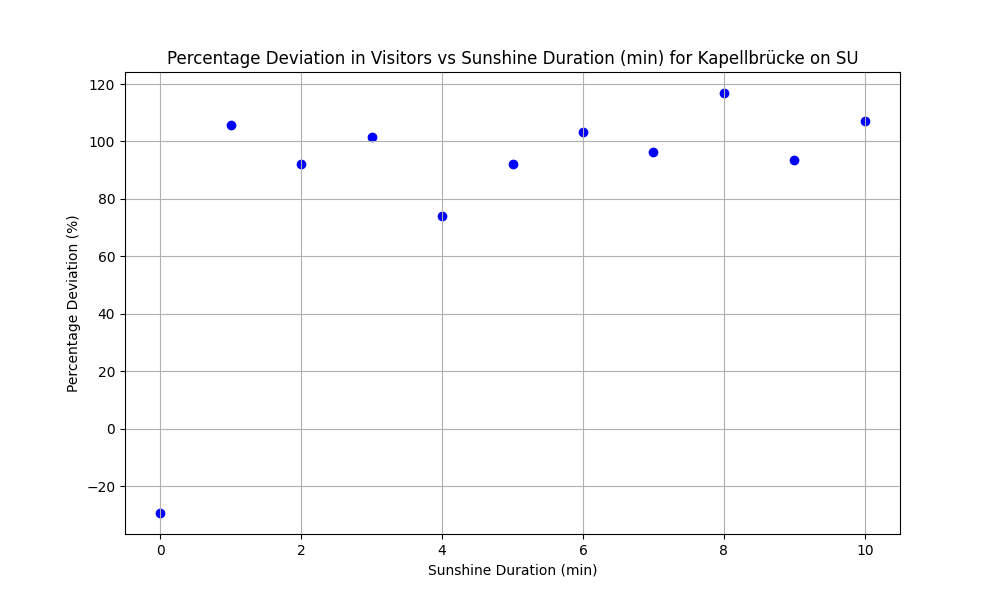 Percentage Deviation in Visitors vs Sunshine Duration (min) for Kapellbrücke on SU
120
100
80
60
40
20
0
−20
Percentage Deviation (%)
0 2 4 6 8 10
Sunshine Duration (min)